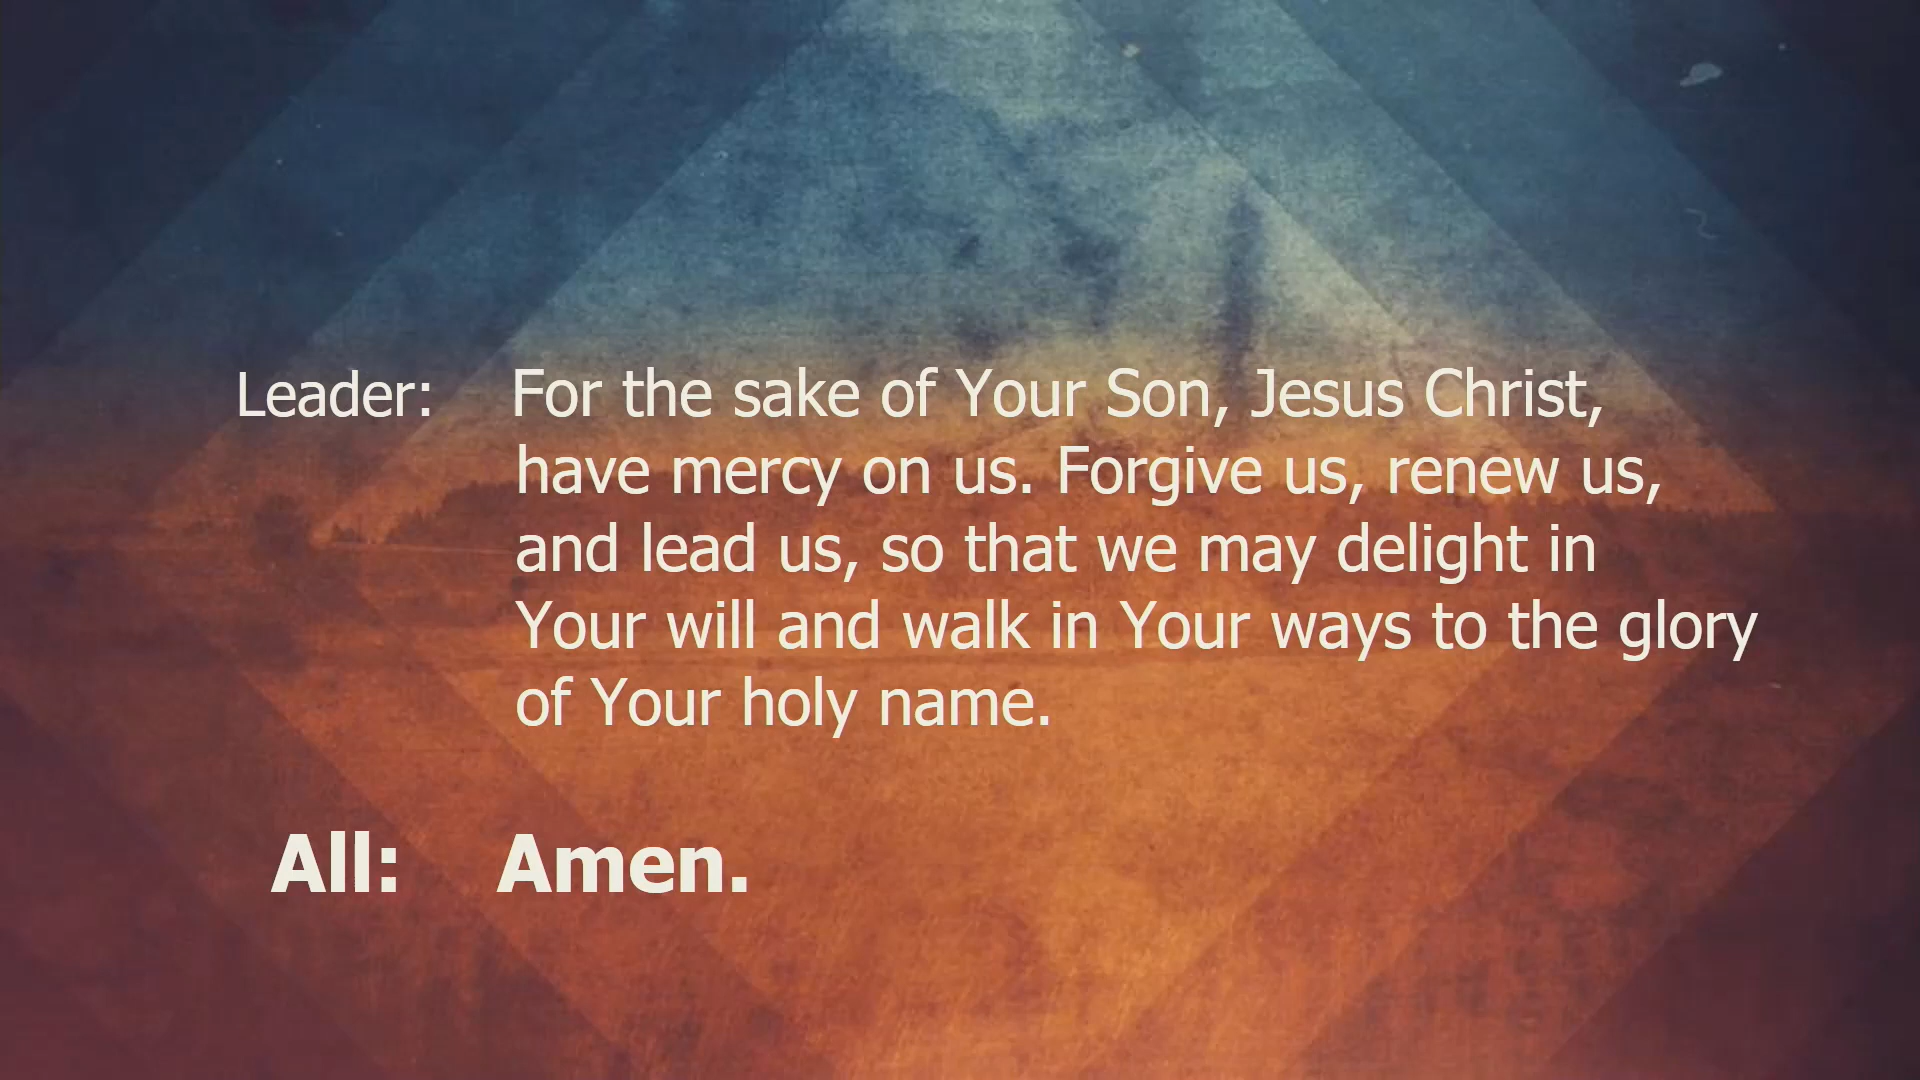 Leader: For the sake of Your Son, Jesus Christ,
have mercy on us. Forgive us, renew us,
and lead us, so that we may delight in
Your will and walk in Your ways to the glory
of Your holy name.
All: Amen.